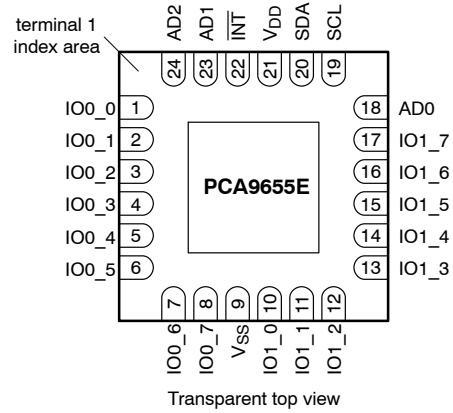 terminal 1
index area
AD2
AD1
INT
VDD
SDA
SCL
24
23
22
21
20
19
IO0_0 1
IO0_1 2
IO0_2 3
IO0_3 4
IO0_4 5
IO0_5 6
PCA9655E
18 AD0
17 IO1_7
16 IO1_6
15 IO1_5
14 IO1_4
13 IO1_3
7
8
9
10
11
12
IO0_6
IO0_7
VSS
IO1_0
IO1_1
IO1_2
Transparent top view